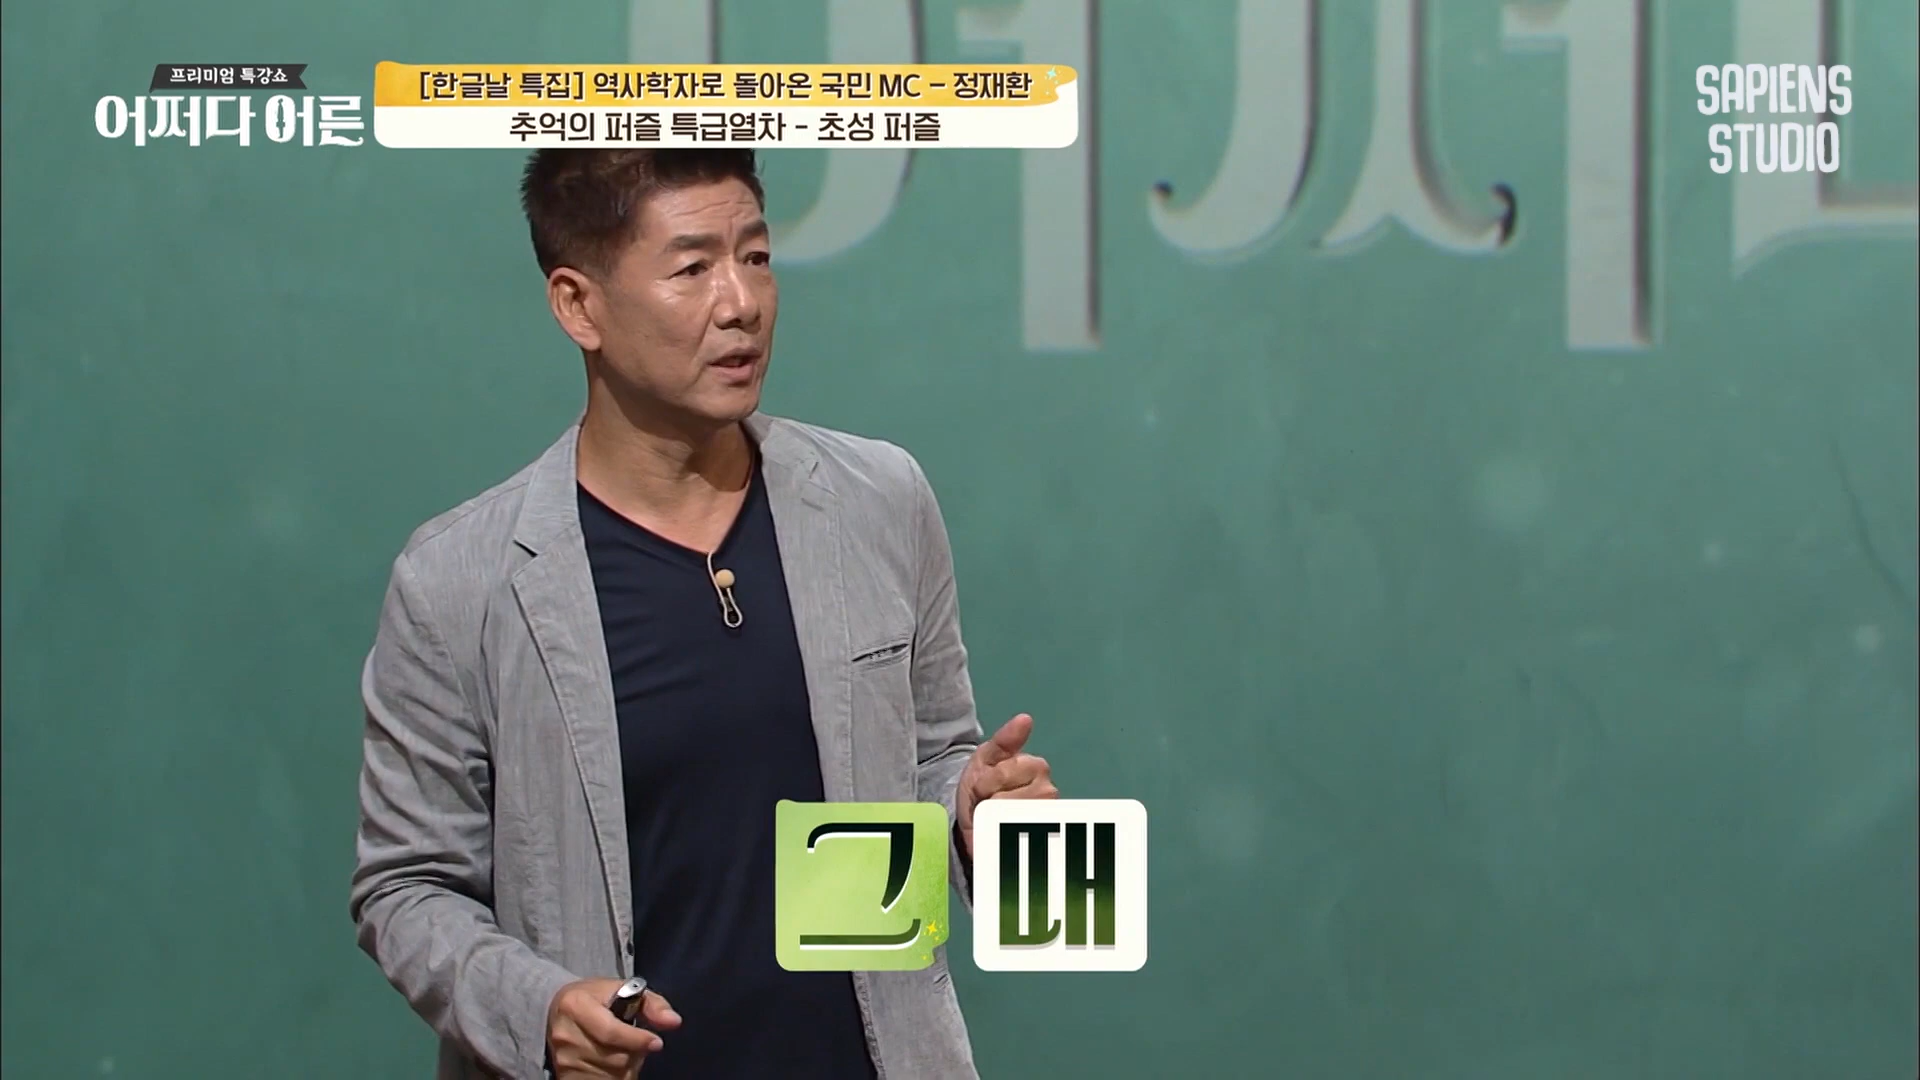 프리미엄 특강쇼
어쩌다 어른
[한글날 특집] 역사학자로 돌아온 국민 MC - 정재환
추억의 퍼즐 특급열차 - 초성 퍼즐
SAPIENS
STUDIO
그 때